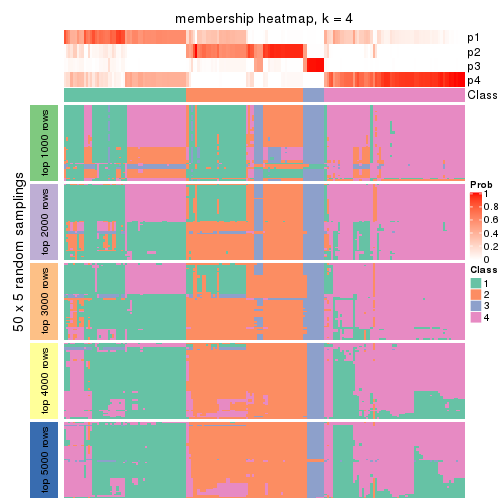 membership heatmap, k = 4
p1
p2
p3
p4
Class
50 x 5 random samplings
top 1000 rows
top 2000 rows
top 3000 rows
top 4000 rows
top 5000 rows
Prob
1
0.8
0.6
0.4
0.2
0
Class
1
2
3
4